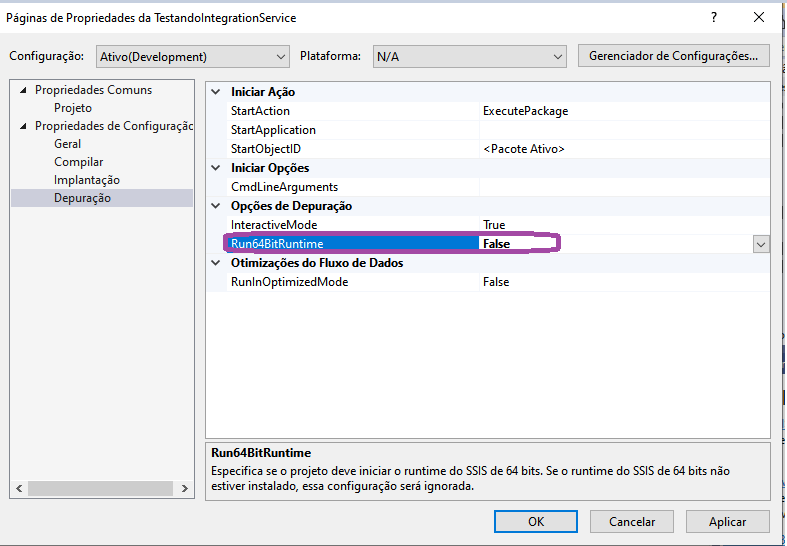 Páginas de Propriedades da TestandoIntegrationService ?
Configuração: Ativo(Development) Plataforma: N/A Gerenciador de Configurações...
Propriedades Comuns
Projeto
Propriedades de Configuração
Geral
Compilar
Implantação
Depuração
Iniciar Ação
StartAction ExecutePackage
StartApplication
StartObjectID <Pacote Ativo>
Iniciar Opções
CmdLineArguments
Opções de Depuração
InteractiveMode True
Run64BitRuntime False
Otimizações do Fluxo de Dados
RunInOptimizedMode False
Run64BitRuntime
Especifica se o projeto deve iniciar o runtime do SSIS de 64 bits. Se o runtime do SSIS de 64 bits não
estiver instalado, essa configuração será ignorada.
OK Cancelar Aplicar